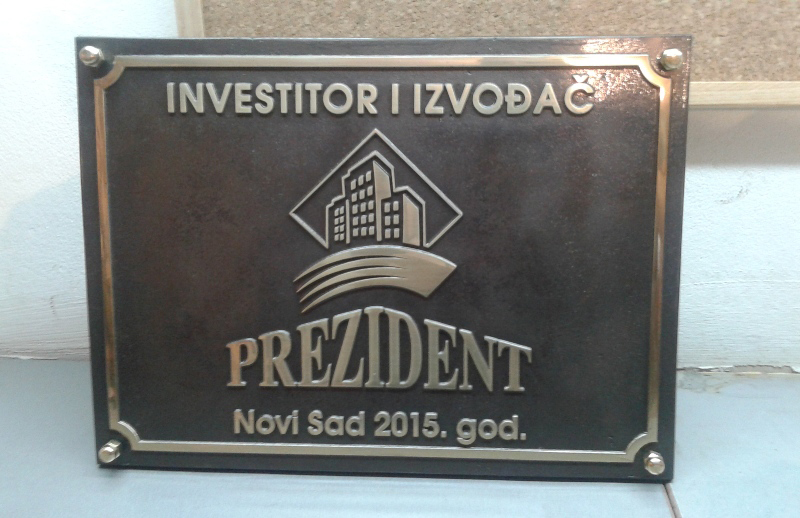 INVESTITOR I IZVOĐAČ
PREZIDENT
Novi Sad 2015. god.